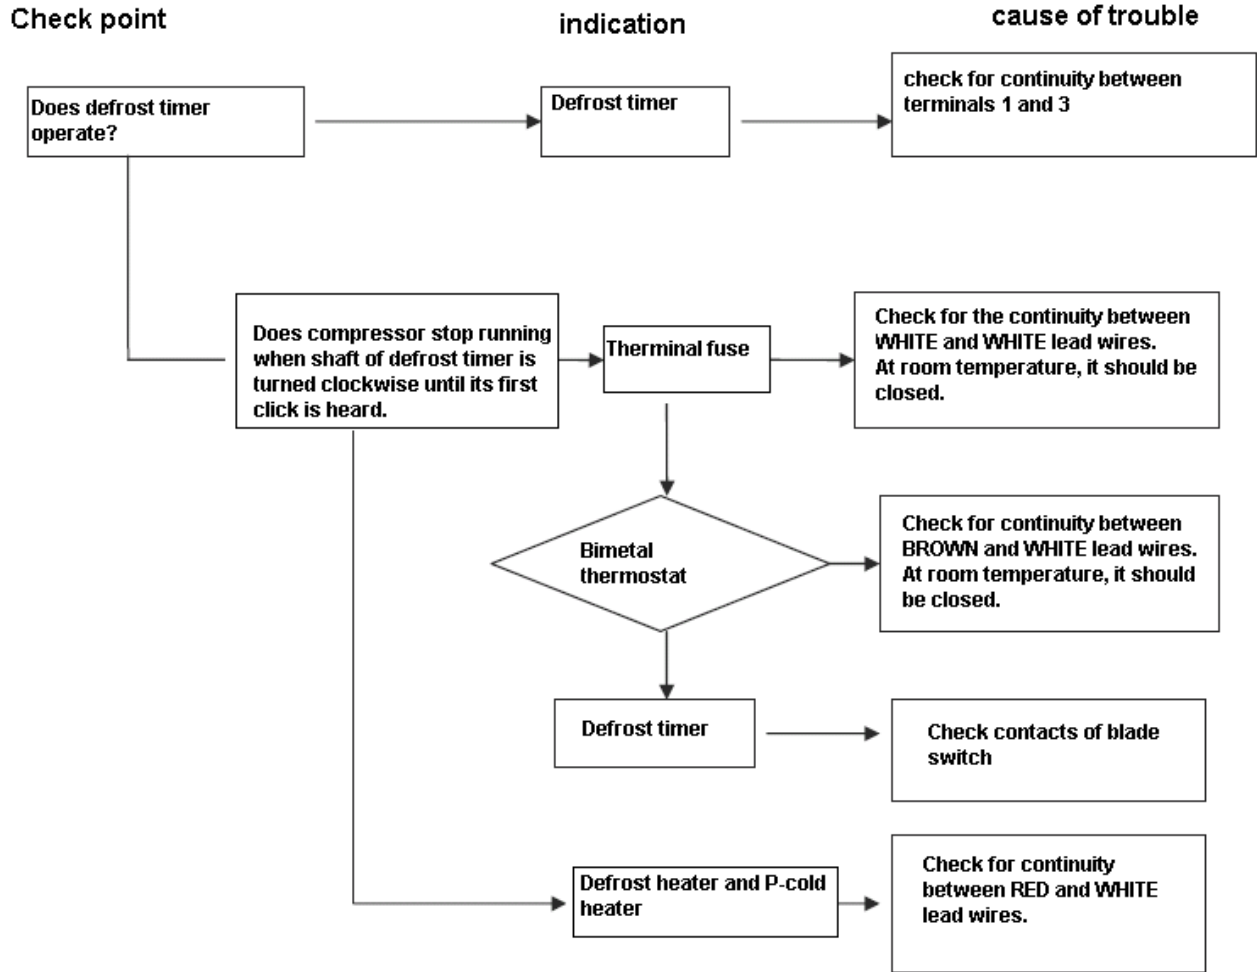 Check point
indication
cause of trouble
Does defrost timer
operate?
Defrost timer
check for continuity between
terminals 1 and 3
Does compressor stop running
when shaft of defrost timer is
turned clockwise until its first
click is heard.
Therminal fuse
Check for the continuity between
WHITE and WHITE lead wires.
At room temperature, it should be
closed.
Bimetal
thermostat
Check for continuity between
BROWN and WHITE lead wires.
At room temperature, it should
be closed.
Defrost timer
Check contacts of blade
switch
Defrost heater and P-cold
heater
Check for continuity
between RED and WHITE
lead wires.